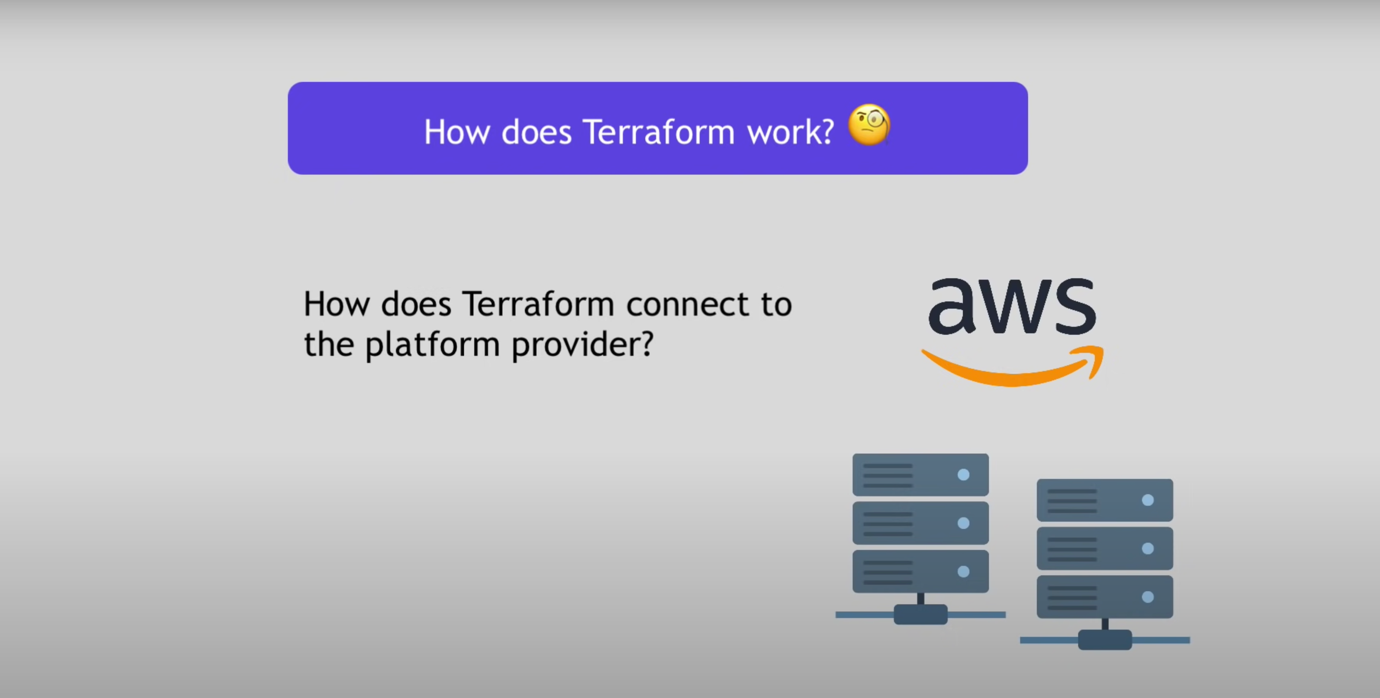 How does Terraform work? 🧐
How does Terraform connect to
the platform provider?
aws